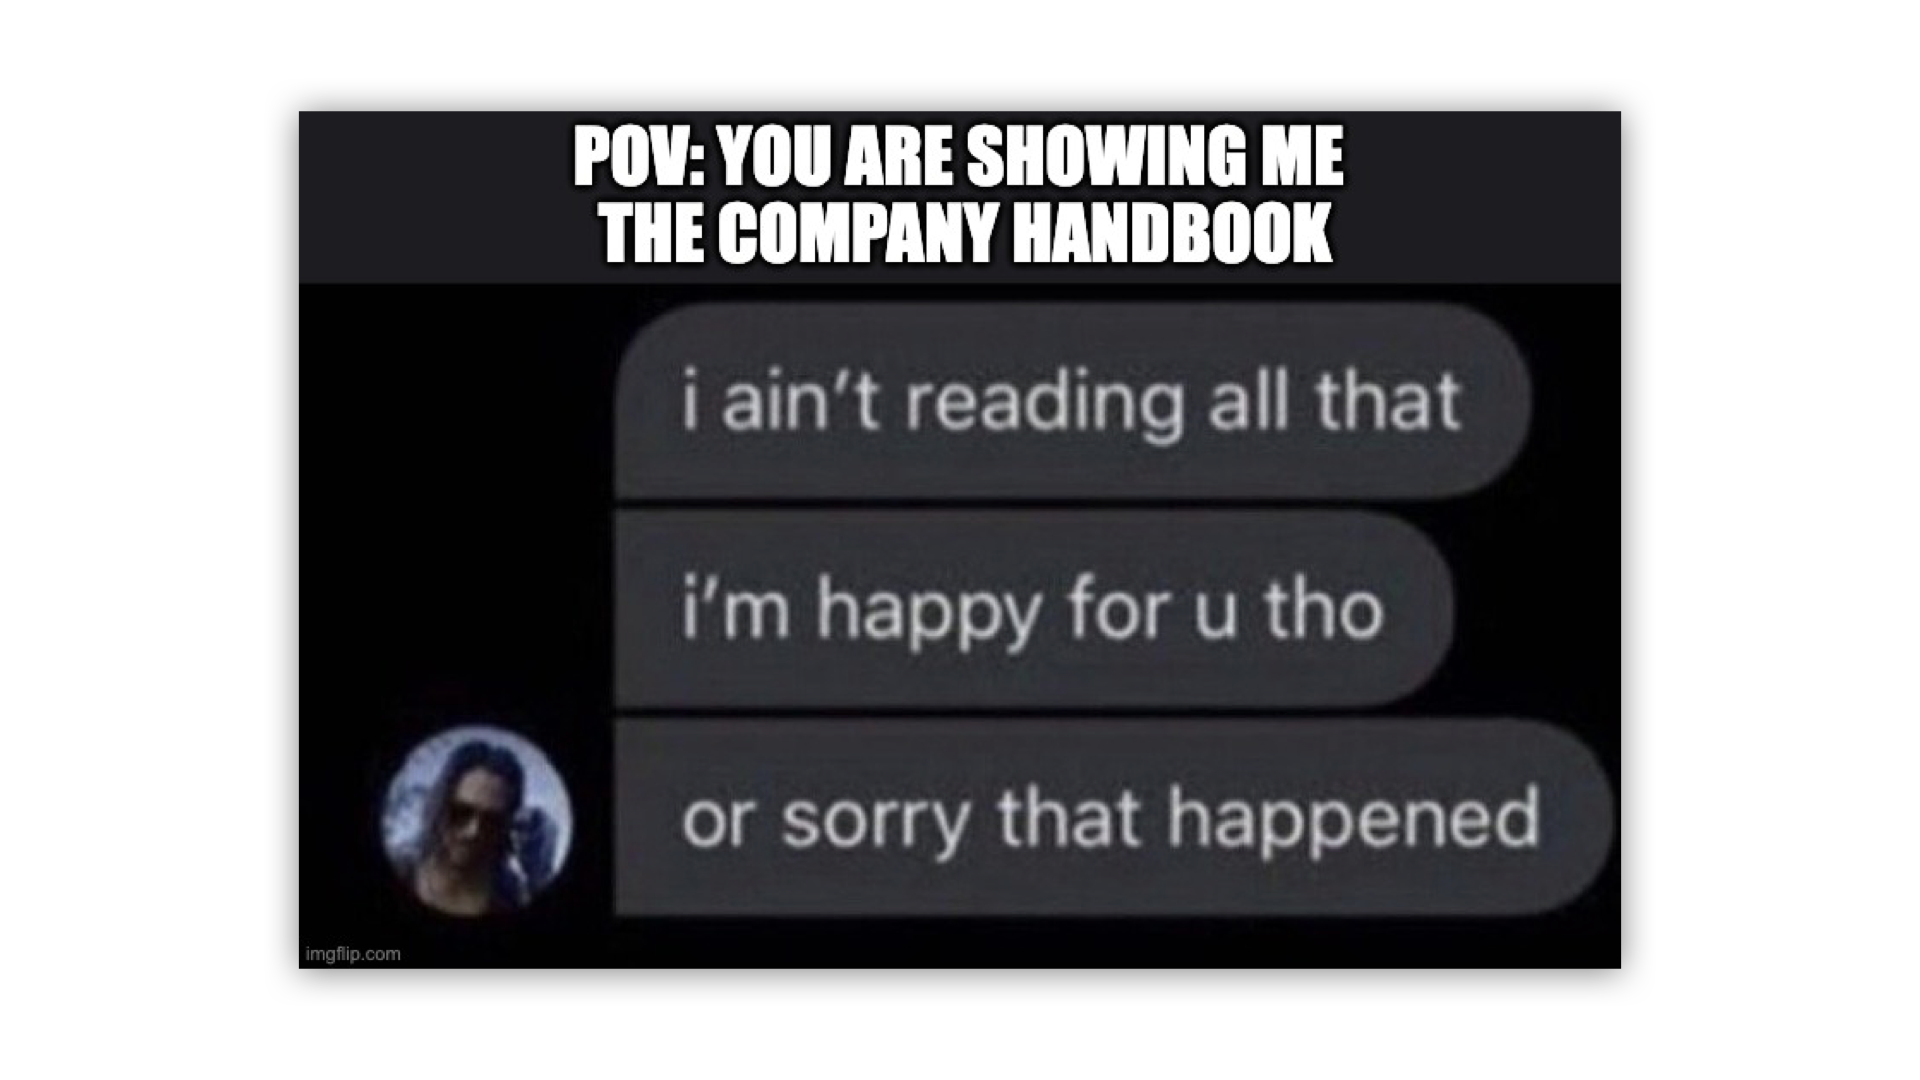 POV: YOU ARE SHOWING ME
THE COMPANY HANDBOOK
i ain't reading all that
i'm happy for u tho
or sorry that happened
imgflip.com